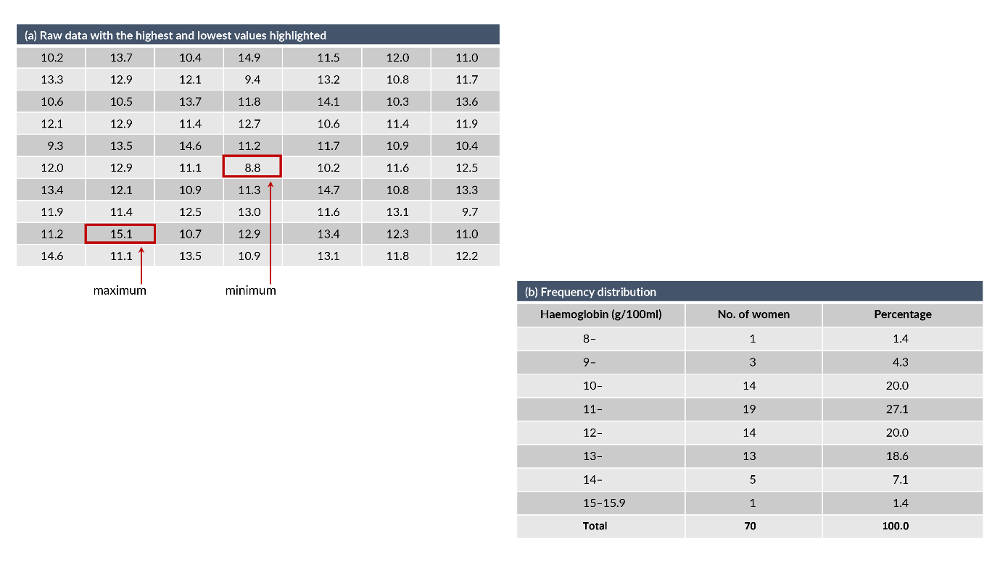 (a) Raw data with the highest and lowest values highlighted
10.2 13.7 10.4 14.9 11.5 12.0 11.0
13.3 12.9 12.1 9.4 13.2 10.8 11.7
10.6 10.5 13.7 11.8 14.1 10.3 13.6
12.1 12.9 11.4 12.7 10.6 11.4 11.9
9.3 13.5 14.6 11.2 11.7 10.9 10.4
12.0 12.9 11.1 8.8 10.2 11.6 12.5
13.4 12.1 10.9 11.3 14.7 10.8 13.3
11.9 11.4 12.5 13.0 11.6 13.1 9.7
11.2 15.1 10.7 12.9 13.4 12.3 11.0
14.6 11.1 13.5 10.9 13.1 11.8 12.2
maximum minimum
(b) Frequency distribution
Haemoglobin (g/100ml) No. of women Percentage
8– 1 1.4
9– 3 4.3
10– 14 20.0
11– 19 27.1
12– 14 20.0
13– 13 18.6
14– 5 7.1
15–15.9 1 1.4
Total 70 100.0